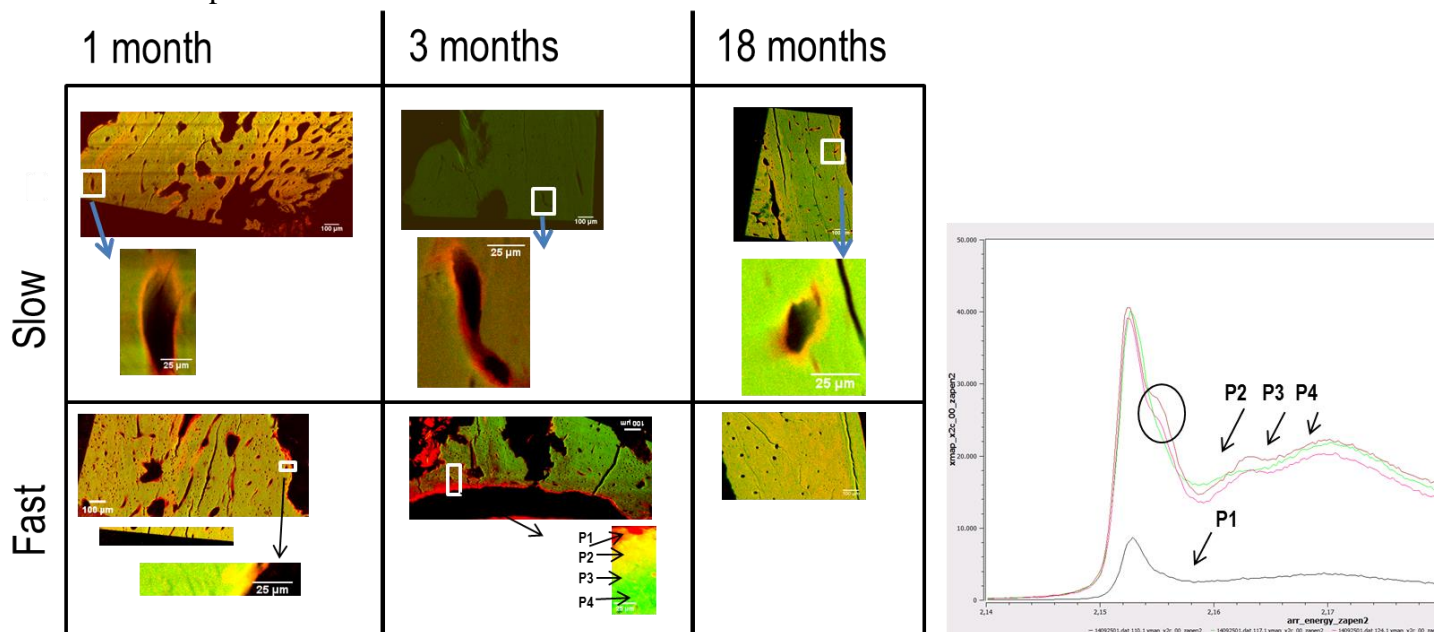 1 month
3 months
18 months
Slow
100 µm
100 µm
25 µm
25 µm
25 µm
Fast
100 µm
100 µm
25 µm
P1
P2
P3
P4
50.000
40.000
30.000
20.000
10.000
0.000
xmap_x2c_00_zapen2
P2
P3
P4
P1
2,14
2,15
2,16
2,17
arr_energy_zapen2